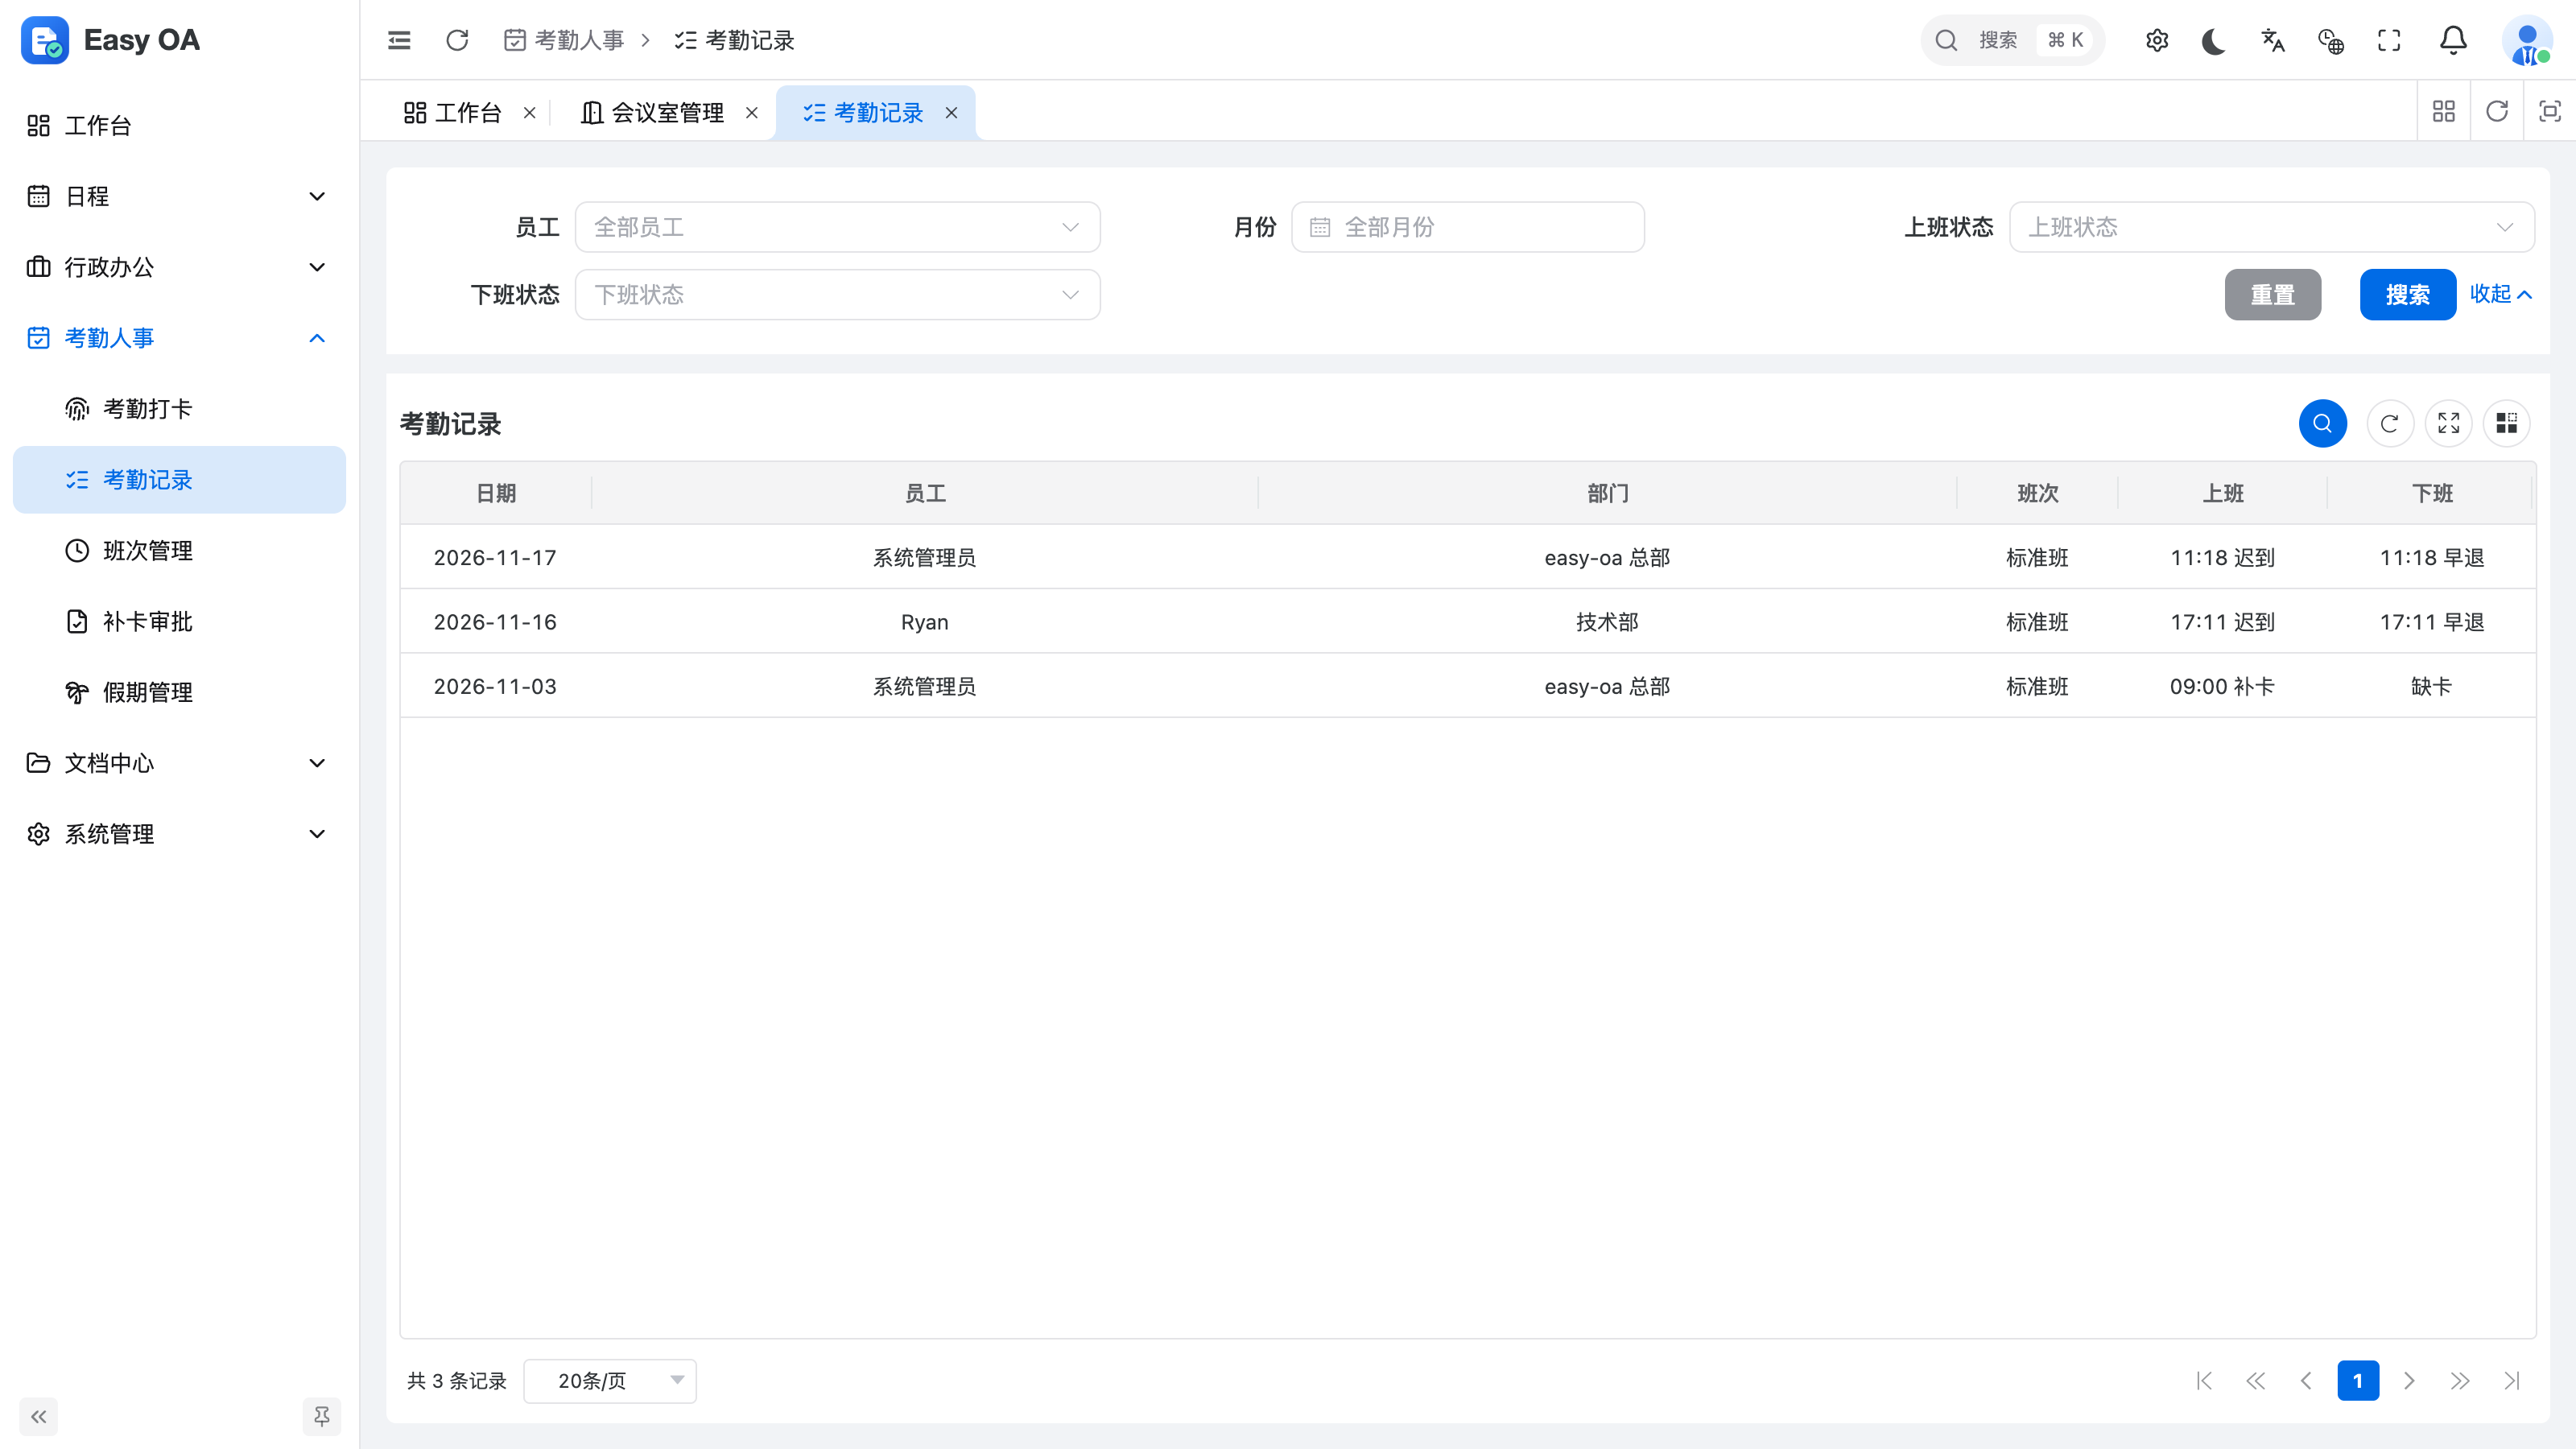 Easy OA
考勤人事 考勤记录
搜索 ⌘ K
工作台
日程
行政办公
考勤人事
考勤打卡
考勤记录
班次管理
补卡审批
假期管理
文档中心
系统管理
工作台 会议室管理 考勤记录
员工 全部员工 月份 全部月份 上班状态 上班状态
下班状态 下班状态 重置 搜索 收起
考勤记录
日期 员工 部门 班次 上班 下班
2026-11-17 系统管理员 easy-oa 总部 标准班 11:18 迟到 11:18 早退
2026-11-16 Ryan 技术部 标准班 17:11 迟到 17:11 早退
2026-11-03 系统管理员 easy-oa 总部 标准班 09:00 补卡 缺卡
共 3 条记录 20条/页 1